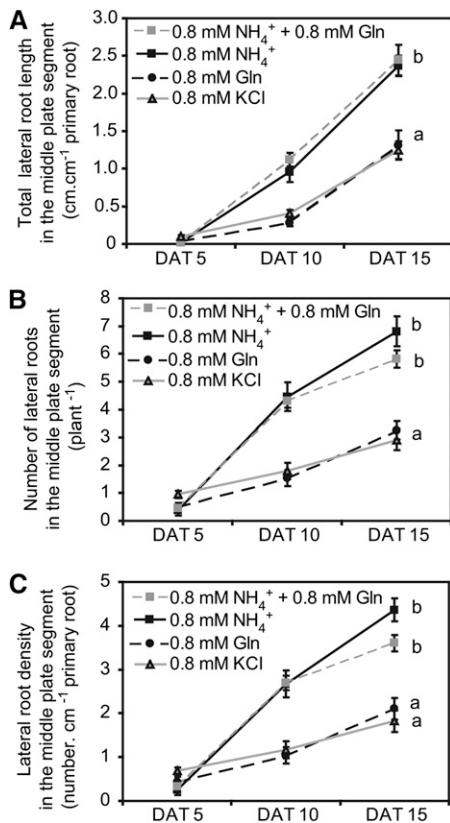 A
Total lateral root length
in the middle plate segment
(cm.cm⁻¹ primary root)
3.0
2.5
2.0
1.5
1.0
0.5
0
0.8 mM NH₄⁺ + 0.8 mM Gln
0.8 mM NH₄⁺
0.8 mM Gln
0.8 mM KCl
b
a
DAT 5
DAT 10
DAT 15
B
Number of lateral roots
in the middle plate segment
(plant ⁻¹)
8
7
6
5
4
3
2
1
0
0.8 mM NH₄⁺ + 0.8 mM Gln
0.8 mM NH₄⁺
0.8 mM Gln
0.8 mM KCl
b
b
a
DAT 5
DAT 10
DAT 15
C
Lateral root density
in the middle plate segment
(number. cm⁻¹ primary root)
5
4
3
2
1
0
0.8 mM NH₄⁺ + 0.8 mM Gln
0.8 mM NH₄⁺
0.8 mM Gln
0.8 mM KCl
b
b
a
a
DAT 5
DAT 10
DAT 15